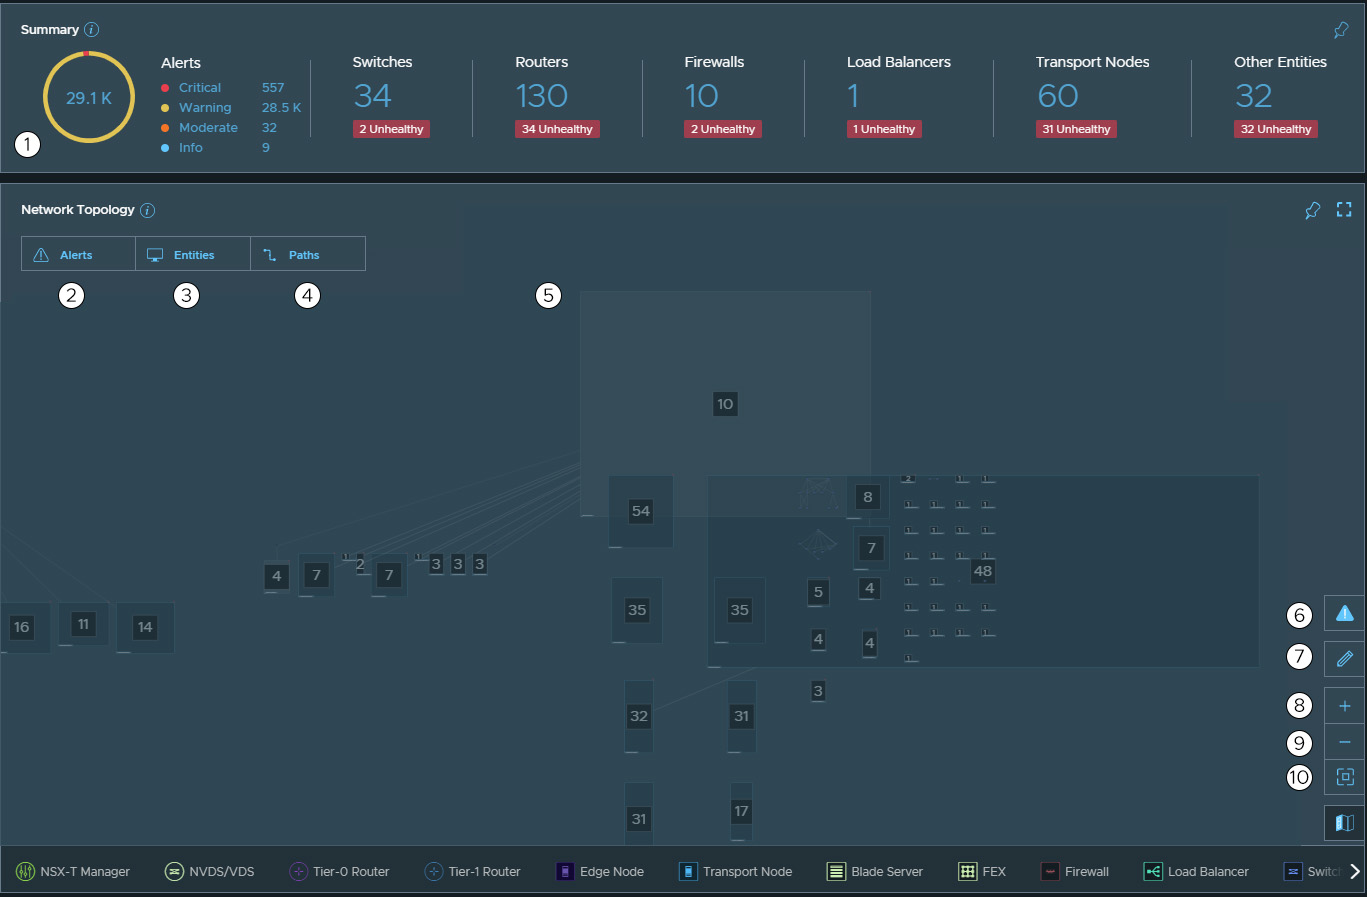 Summary i
Alerts
29.1 K
Critical 557
Warning 28.5 K
Moderate 32
Info 9
1
Switches
34
2 Unhealthy
Routers
130
34 Unhealthy
Firewalls
10
2 Unhealthy
Load Balancers
1
1 Unhealthy
Transport Nodes
60
31 Unhealthy
Other Entities
32
32 Unhealthy
Network Topology i
Alerts Entities Paths
2 3 4 5
10
54 8
7
48
4 7 1 2 7 1 3 3 3
5 4
35 35
16 11 14
4 4
3
32 31
31 17
6
7
8 +
9 −
10
NSX-T Manager NVDS/VDS Tier-0 Router Tier-1 Router Edge Node Transport Node Blade Server FEX Firewall Load Balancer Switc